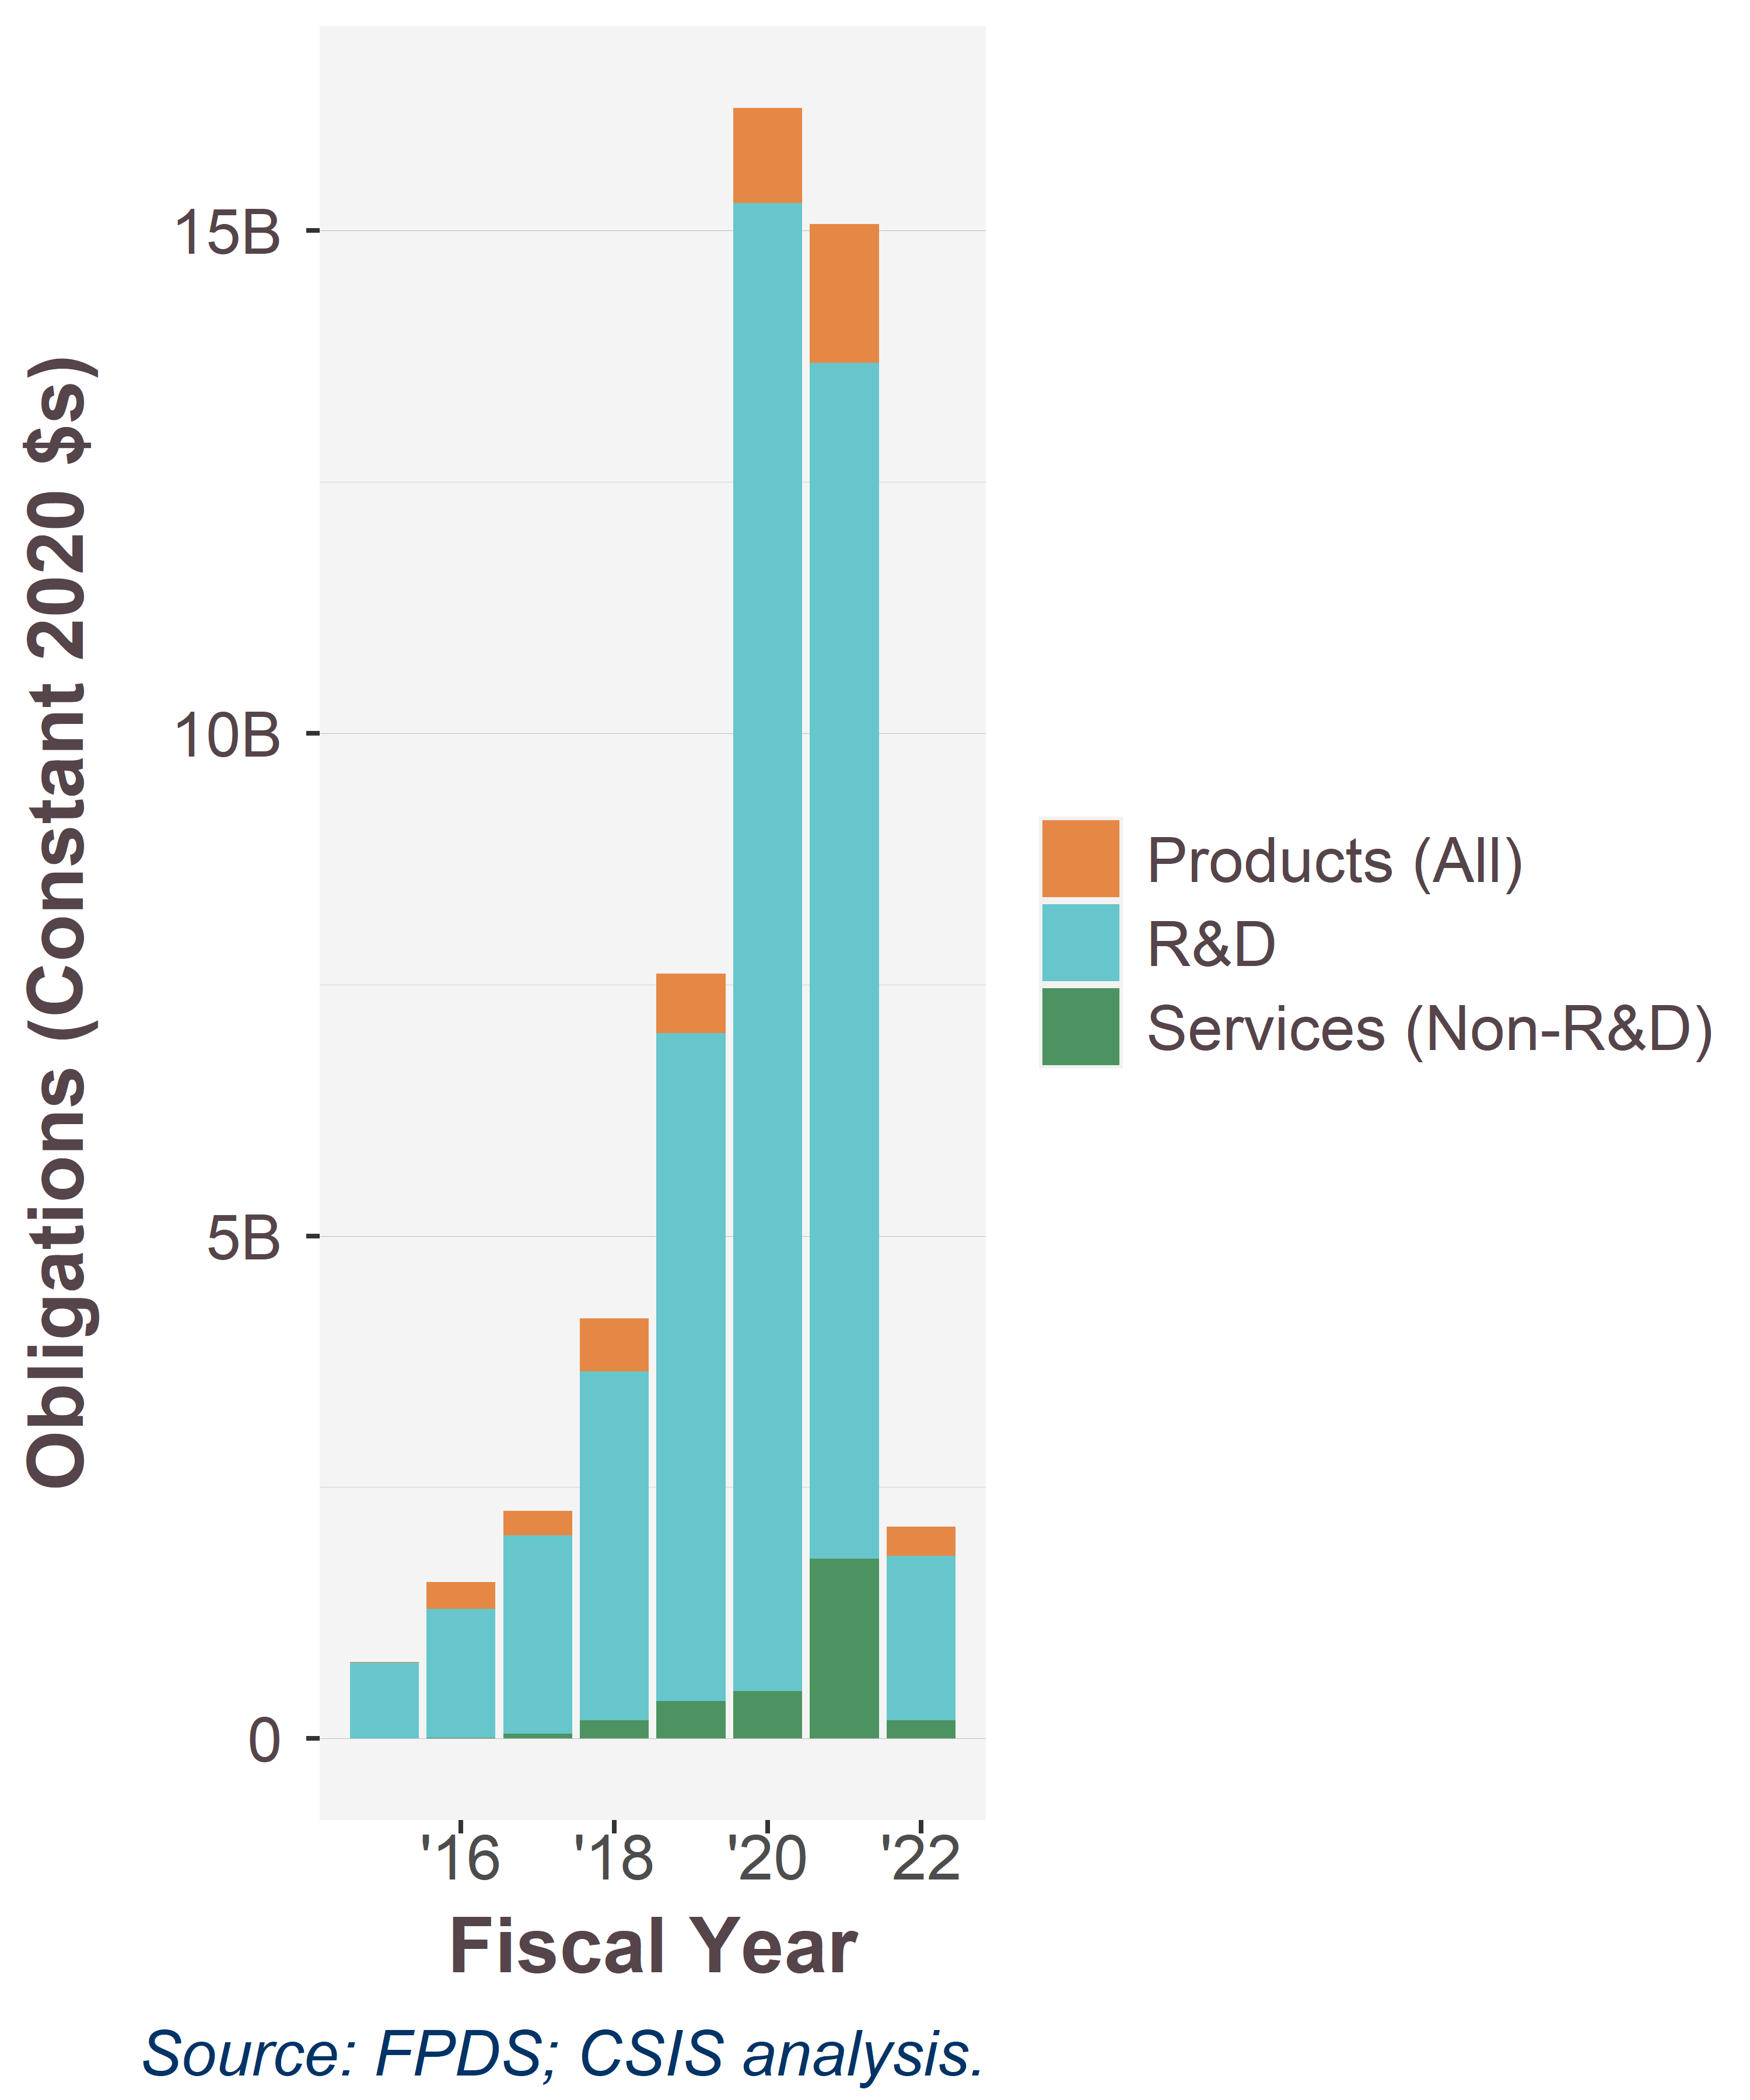 Obligations (Constant 2020 $s)
15B
10B
5B
0
'16 '18 '20 '22
Fiscal Year
Products (All)
R&D
Services (Non-R&D)
Source: FPDS; CSIS analysis.